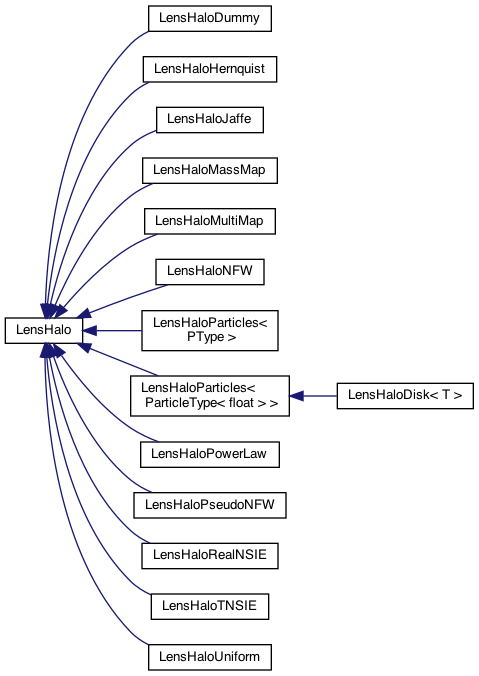 LensHaloDummy
LensHaloHernquist
LensHaloJaffe
LensHaloMassMap
LensHaloMultiMap
LensHaloNFW
LensHalo
LensHaloParticles<
PType >
LensHaloParticles<
ParticleType< float > >
LensHaloDisk< T >
LensHaloPowerLaw
LensHaloPseudoNFW
LensHaloRealNSIE
LensHaloTNSIE
LensHaloUniform